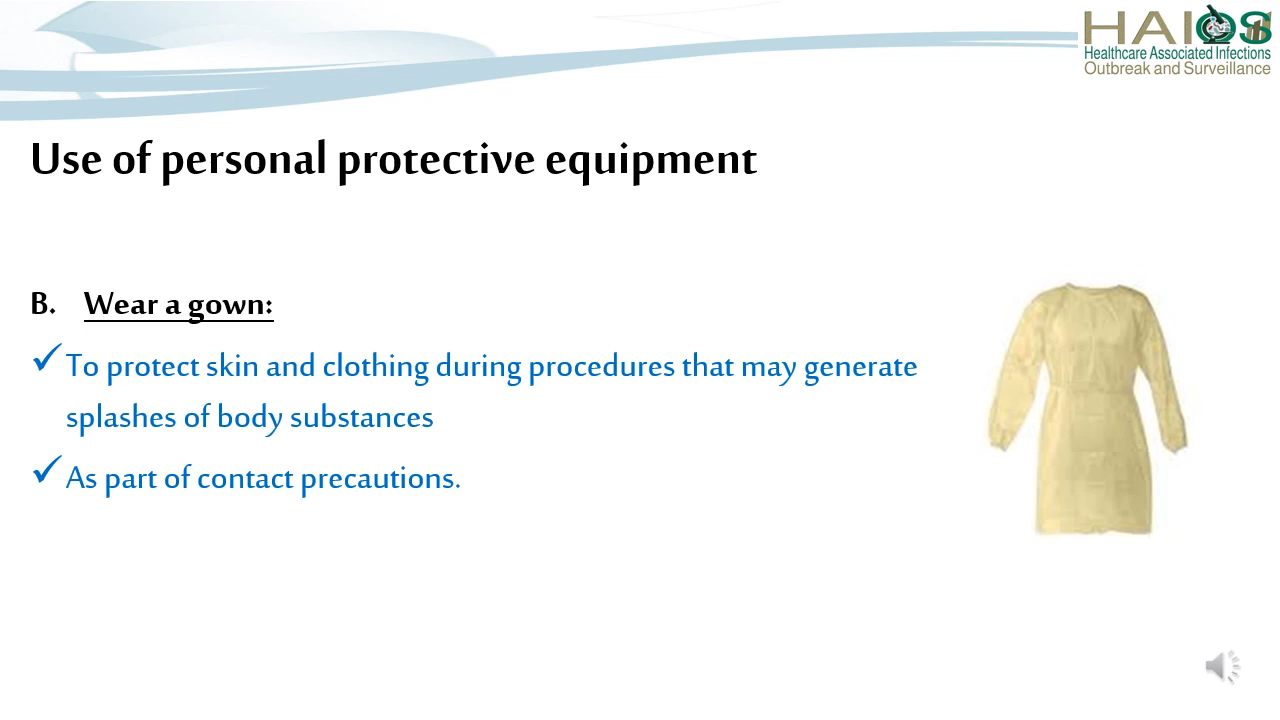 HAIOS
Healthcare Associated Infections
Outbreak and Surveillance
Use of personal protective equipment
B. Wear a gown:
✓ To protect skin and clothing during procedures that may generate
splashes of body substances
✓ As part of contact precautions.